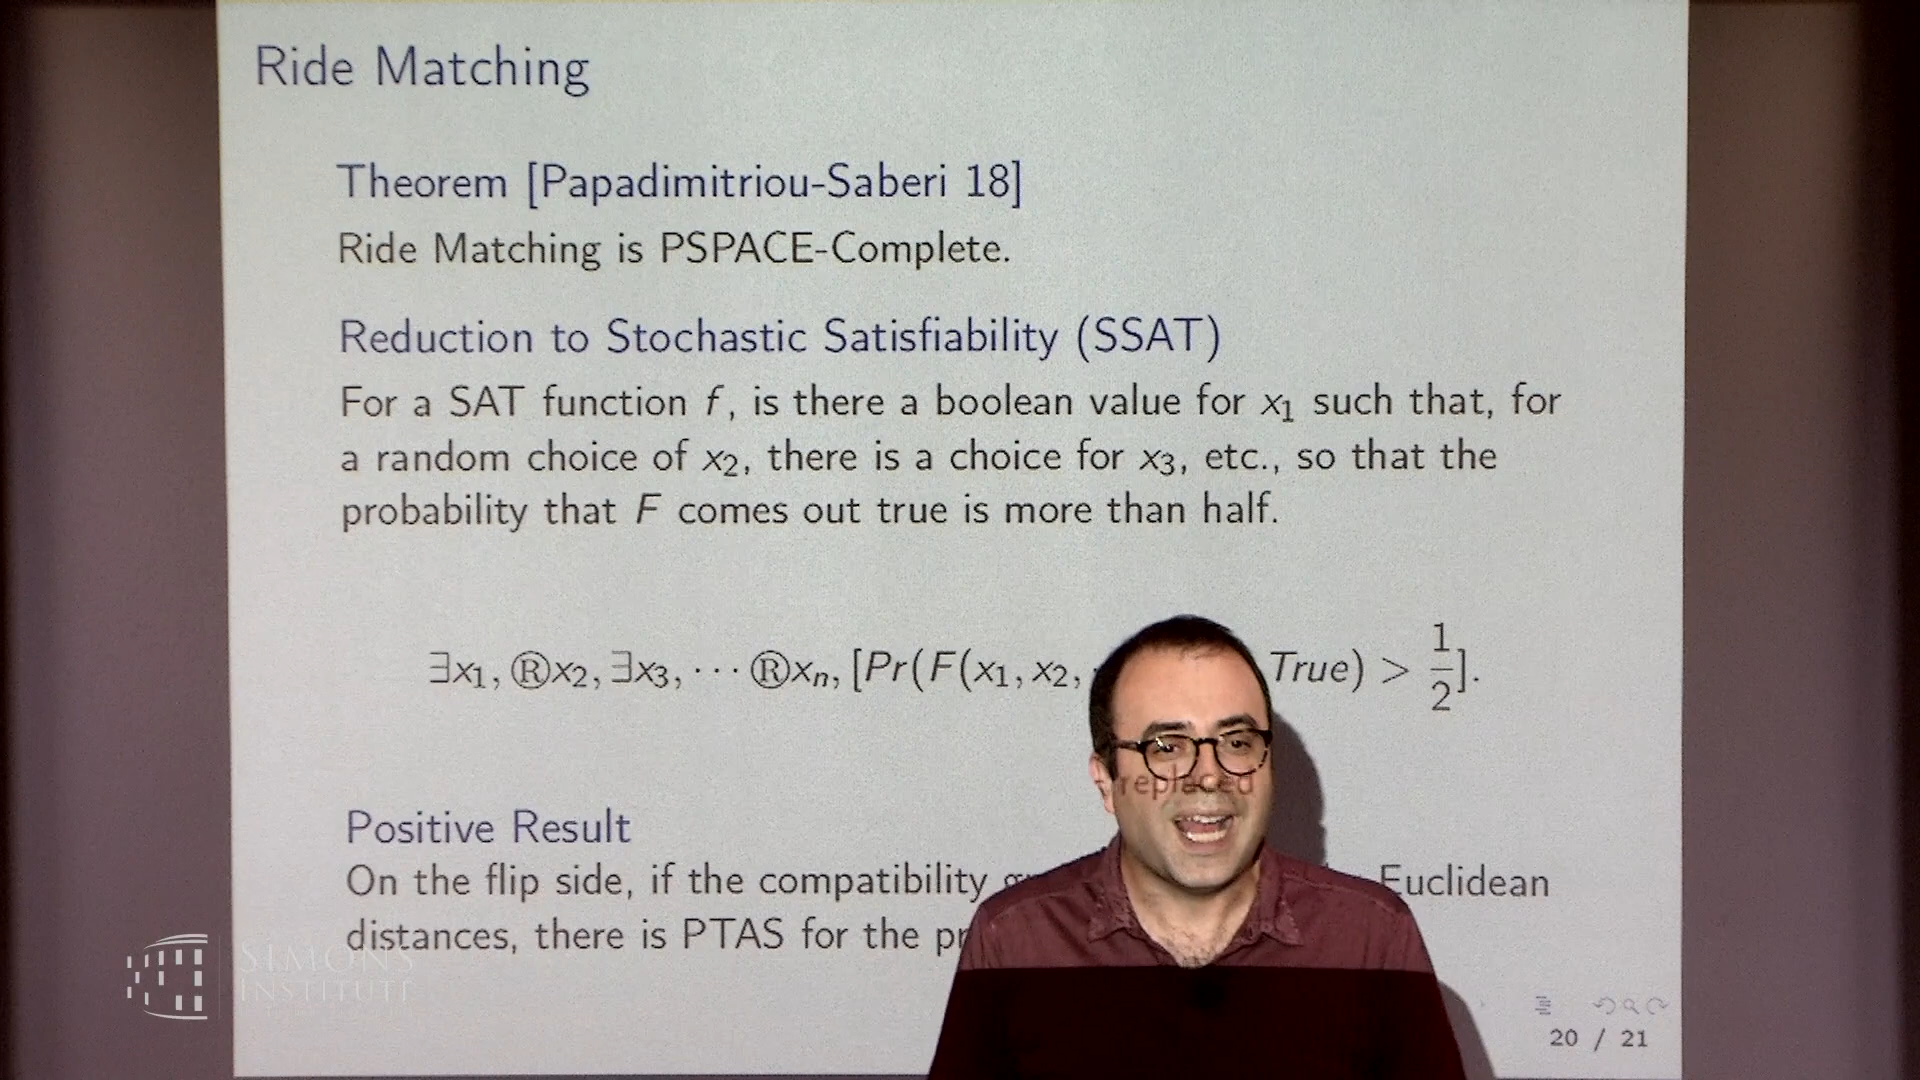 Ride Matching
Theorem [Papadimitriou-Saberi 18]
Ride Matching is PSPACE-Complete.
Reduction to Stochastic Satisfiability (SSAT)
For a SAT function f, is there a boolean value for x₁ such that, for
a random choice of x₂, there is a choice for x₃, etc., so that the
probability that F comes out true is more than half.
∃x₁, Ⓡx₂, ∃x₃, ⋯ Ⓡxₙ, [Pr(F(x₁, x₂, True) > 1/2].
Positive Result
On the flip side, if the compatibility Euclidean
distances, there is PTAS for the
SIMONS
INSTITUTE
20 / 21